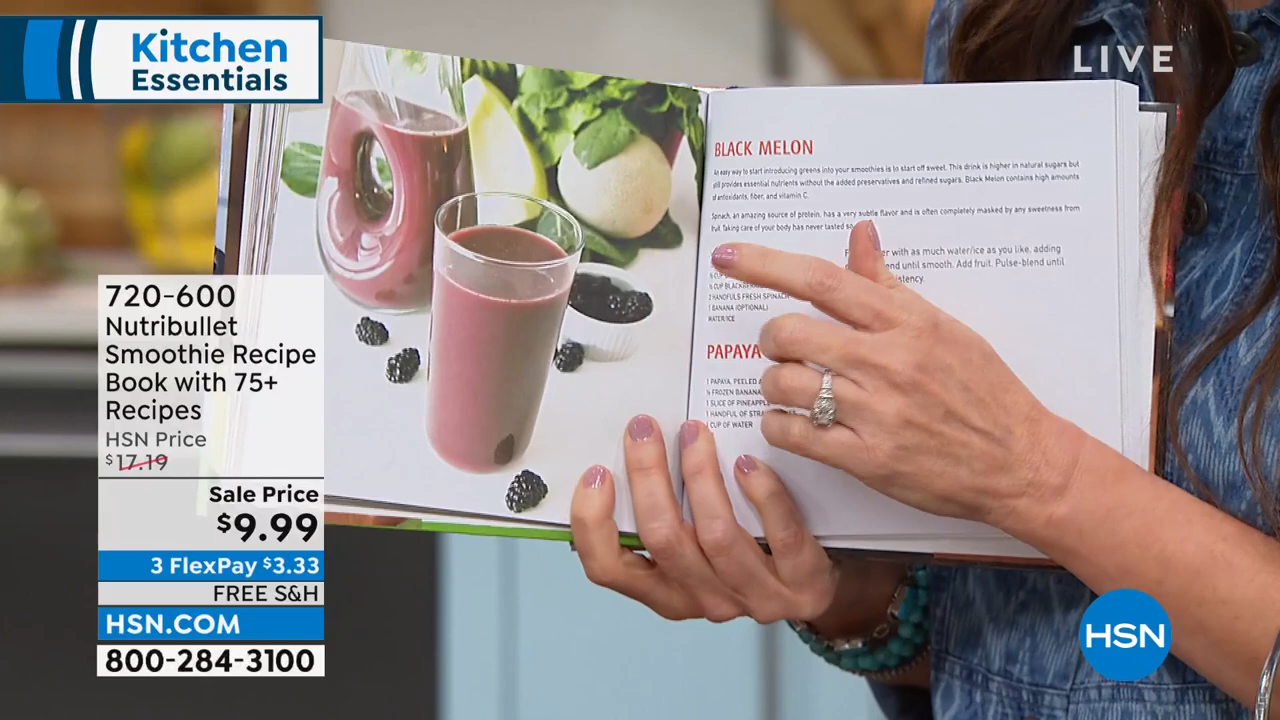 Kitchen
Essentials
LIVE
720-600
Nutribullet
Smoothie Recipe
Book with 75+
Recipes
HSN Price
$17.19
Sale Price
$9.99
3 FlexPay $3.33
FREE S&H
HSN.COM
800-284-3100
BLACK MELON
An easy way to start introducing greens into your smoothies is to start off sweet. This drink is higher in natural sugars but
still provides essential nutrients without the added preservatives and refined sugars. Black Melon contains high amounts
of antioxidants, fiber, and vitamin C.
Spinach, an amazing source of protein, has a very subtle flavor and is often completely masked by any sweetness from
fruit. Taking care of your body has never tasted
with as much water/ice as you like, adding
until smooth. Add fruit. Pulse-blend until
½ CUP
2 HANDFULS FRESH SPINACH
1 BANANA (OPTIONAL)
WATER/ICE
PAPAYA
1 PAPAYA, PEELED
½ FROZEN BANANA
1 SLICE OF PINEAPPLE
1 HANDFUL OF
1 CUP OF WATER
HSN